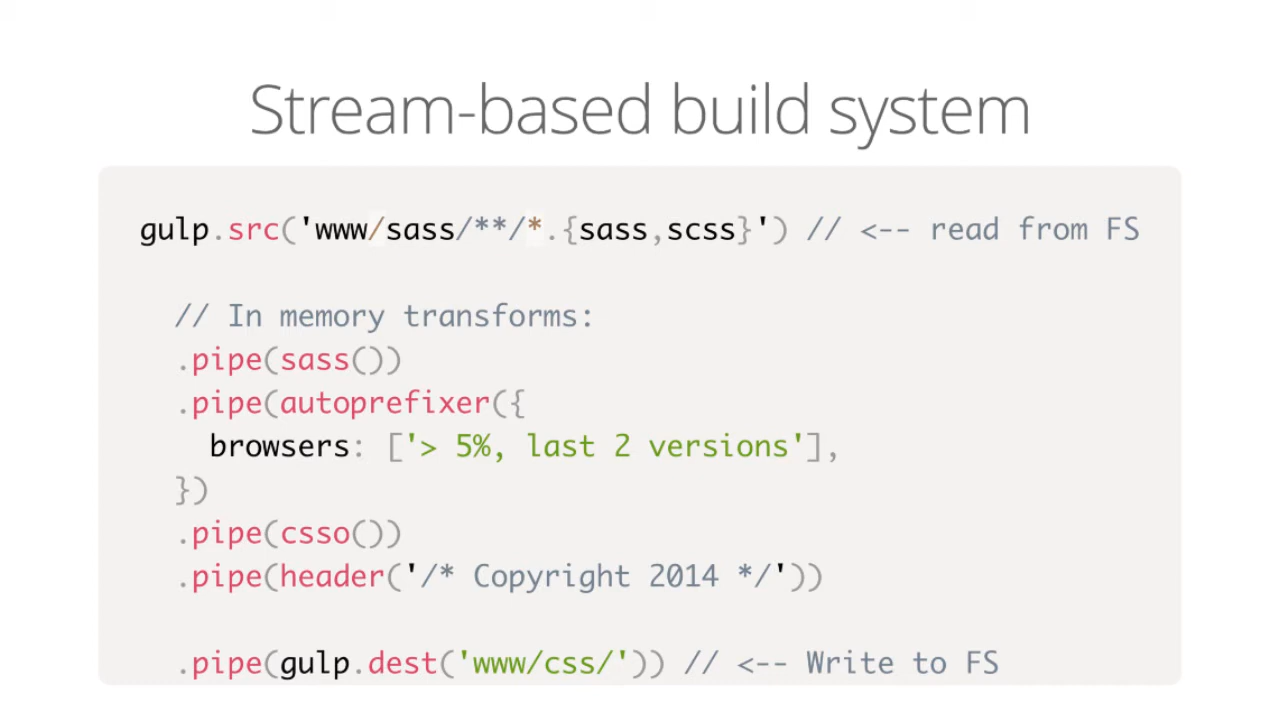 Stream-based build system
gulp.src('www/sass/**/*.{sass,scss}') // <-- read from FS
// In memory transforms:
.pipe(sass())
.pipe(autoprefixer({
browsers: ['> 5%, last 2 versions'],
})
.pipe(csso())
.pipe(header('/* Copyright 2014 */'))
.pipe(gulp.dest('www/css/')) // <-- Write to FS